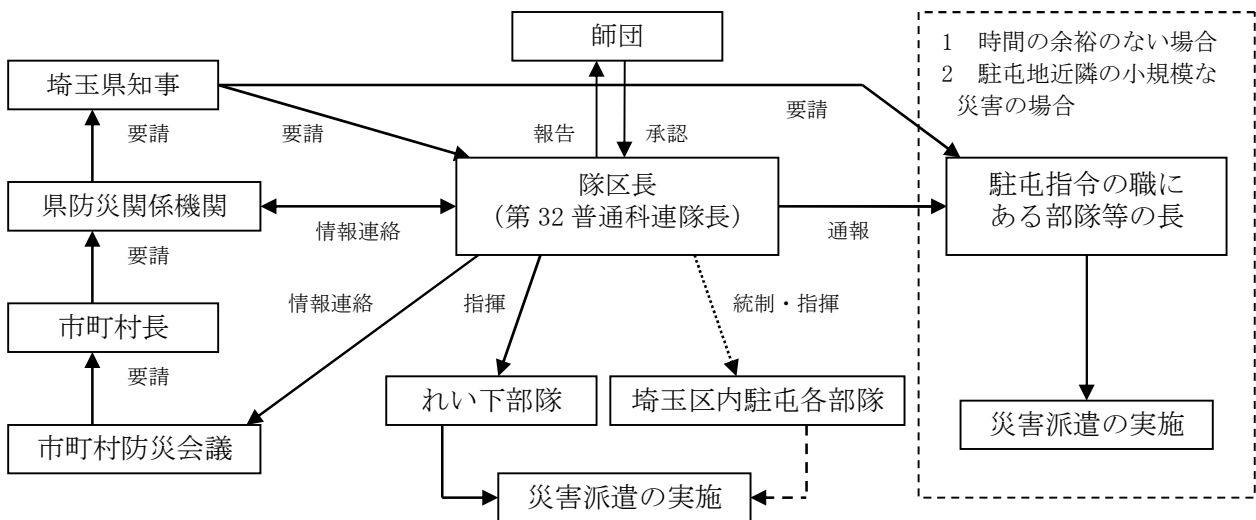 師団
1 時間の余裕のない場合
2 駐屯地近隣の小規模な
災害の場合
埼玉県知事
要請
要請
報告
承認
要請
隊区長
（第 32 普通科連隊長）
駐屯指令の職に
ある部隊等の長
県防災関係機関
情報連絡
通報
要請
情報連絡
指揮
統制・指揮
市町村長
要請
れい下部隊
埼玉区内駐屯各部隊
災害派遣の実施
市町村防災会議
災害派遣の実施